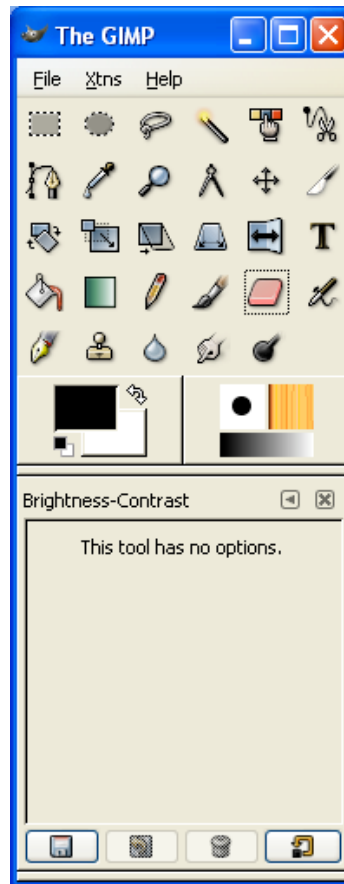 The GIMP
File Xtns Help
T
Brightness-Contrast
This tool has no options.